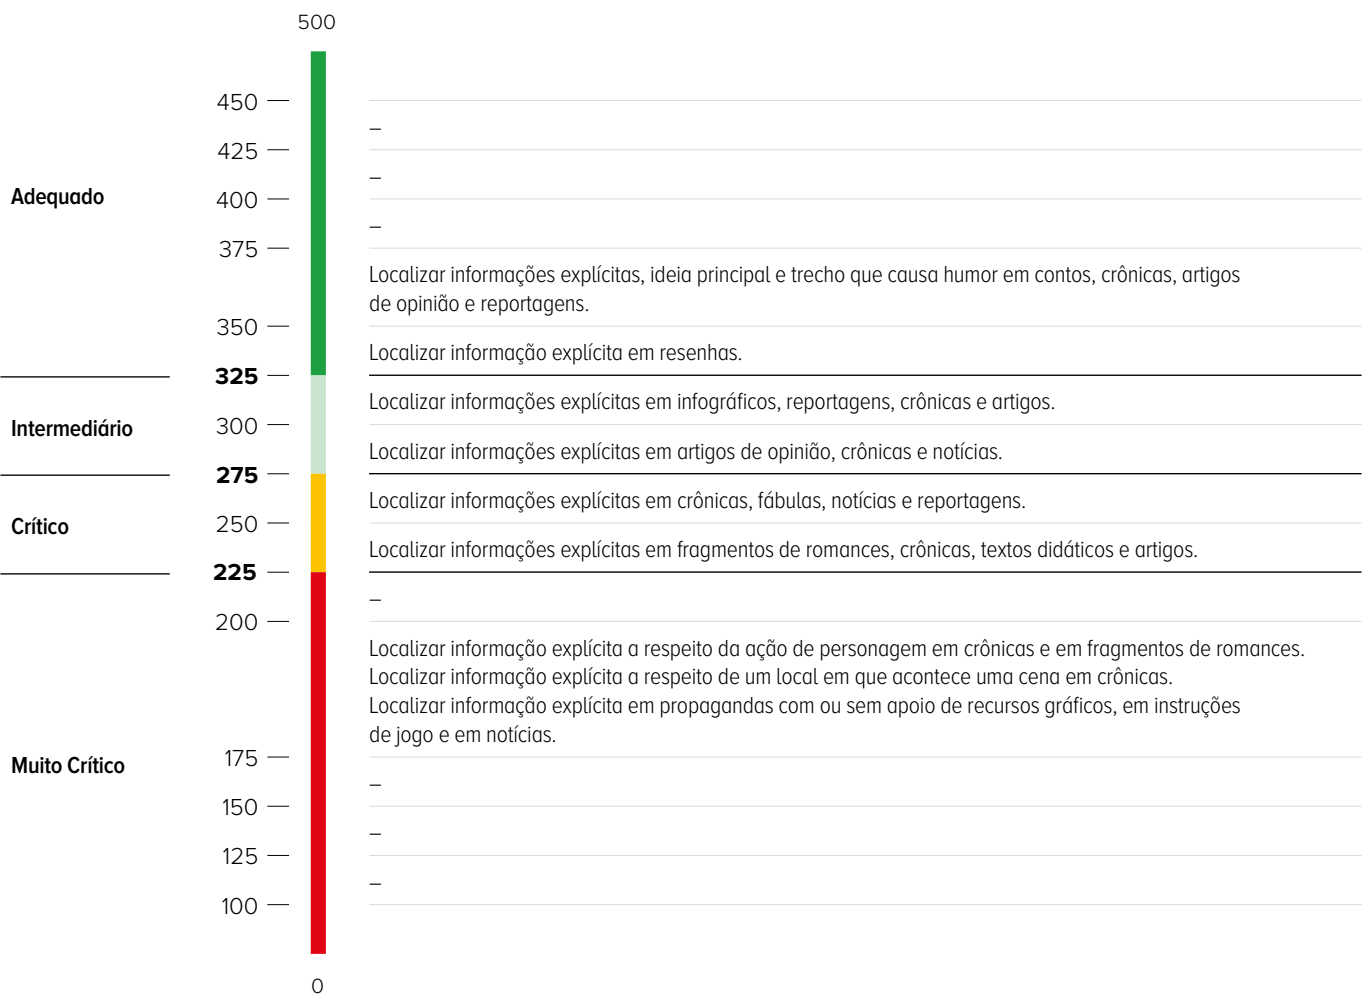 500
450
–
425
–
Adequado
400
–
375
Localizar informações explícitas, ideia principal e trecho que causa humor em contos, crônicas, artigos
de opinião e reportagens.
350
Localizar informação explícita em resenhas.
325
Localizar informações explícitas em infográficos, reportagens, crônicas e artigos.
Intermediário
300
Localizar informações explícitas em artigos de opinião, crônicas e notícias.
275
Localizar informações explícitas em crônicas, fábulas, notícias e reportagens.
Crítico
250
Localizar informações explícitas em fragmentos de romances, crônicas, textos didáticos e artigos.
225
–
200
Localizar informação explícita a respeito da ação de personagem em crônicas e em fragmentos de romances.
Localizar informação explícita a respeito de um local em que acontece uma cena em crônicas.
Localizar informação explícita em propagandas com ou sem apoio de recursos gráficos, em instruções
de jogo e em notícias.
175
Muito Crítico
–
150
–
125
–
100
0